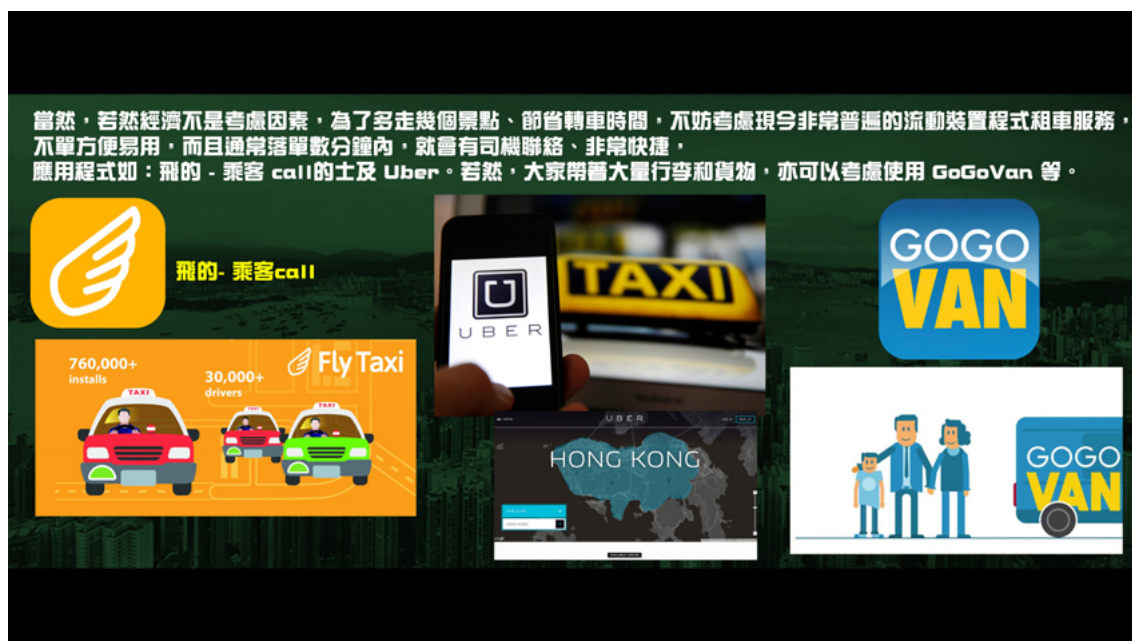 當然，若然經濟不是考慮因素，為了多走幾個景點、節省轉車時間，不妨考慮現今非常普遍的流動裝置程式租車服務，
不單方便易用，而且通常落單數分鐘內，就會有司機聯絡、非常快捷，
應用程式如：飛的 - 乘客 call的士及 Uber。若然，大家帶著大量行李和貨物，亦可以考慮使用 GoGoVan 等。
飛的- 乘客call
760,000+
installs
30,000+
drivers
Fly Taxi
TAXI
TAXI
TAXI
U
UBER
TAXI
UBER
HONG KONG
HONG KONG
GOGO
VAN
GOGO
VAN